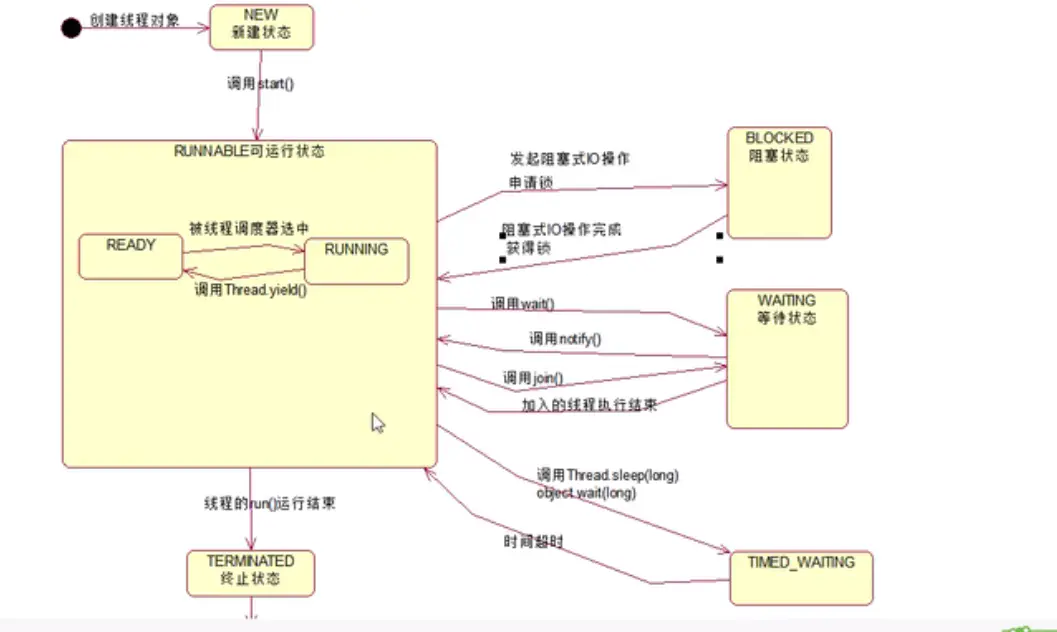 创建线程对象
NEW
新建状态
调用start()
RUNNABLE可运行状态
BLOCKED
阻塞状态
发起阻塞式IO操作
申请锁
被线程调度器选中
READY
RUNNING
阻塞式IO操作完成
获得锁
调用Thread.yield()
调用wait()
WAITING
等待状态
调用notify()
调用join()
加入的线程执行结束
调用Thread.sleep(long)
object.wait(long)
线程的run()运行结束
时间超时
TERMINATED
终止状态
TIMED_WAITING